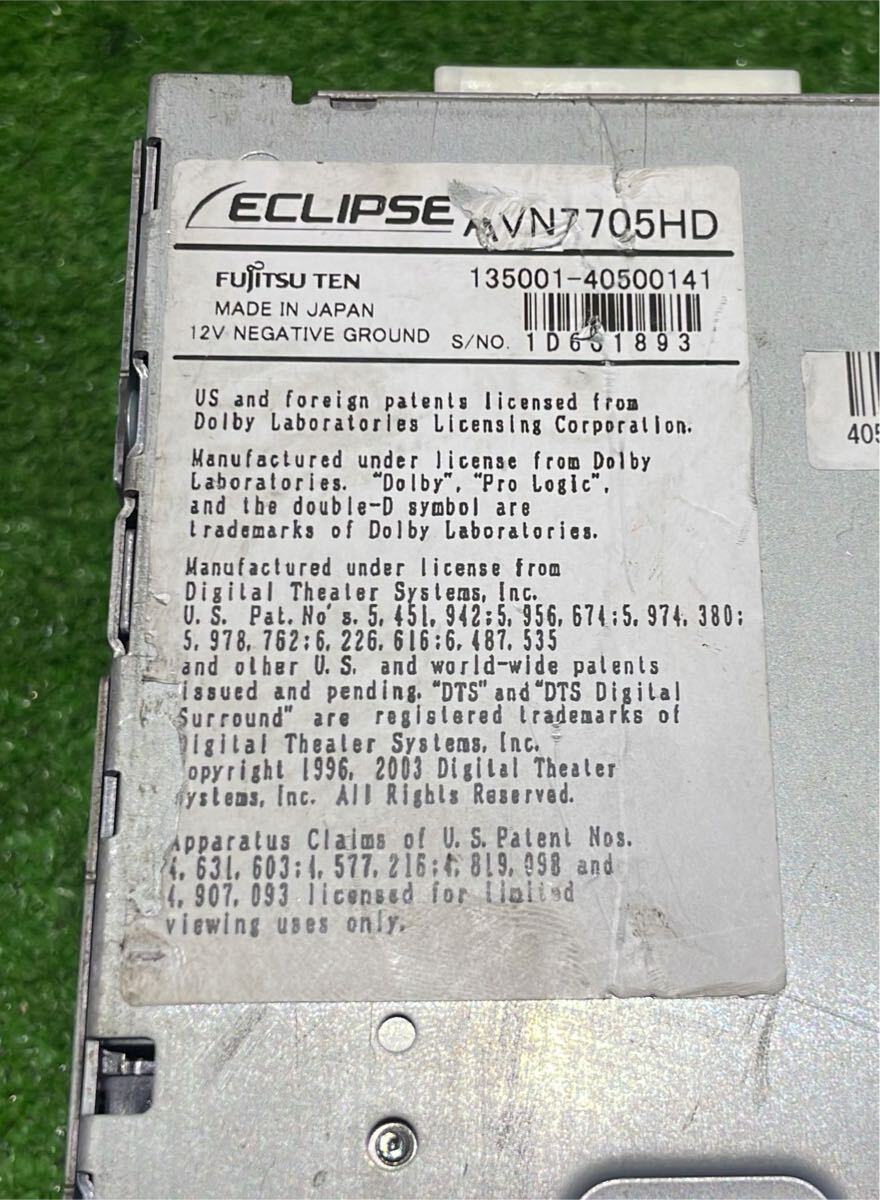 ECLIPSE AVN7705HD
FUJITSU TEN 135001-40500141
MADE IN JAPAN
12V NEGATIVE GROUND S/NO.
US and foreign patents licensed from
Dolby Laboratories Licensing Corporation.
Manufactured under license from Dolby
Laboratories. "Dolby", "Pro Logic",
and the double-D symbol are
trademarks of Dolby Laboratories.
Manufactured under license from
Digital Theater Systems, Inc.
U.S. Pat. No's. 5,451,942;5,956,674;5,974,380;
5,978,762;6,226,616;6,487,535
and other U.S. and world-wide patents
issued and pending. "DTS" and "DTS Digital
Surround" are registered trademarks of
Digital Theater Systems, Inc.
opyright 1996, 2003 Digital Theater
ystems, Inc. All Rights Reserved.
Apparatus Claims of U.S. Patent Nos.
4,631,603;4,577,216;4,819,098 and
4,907,093 licensed for limited
viewing uses only.
405